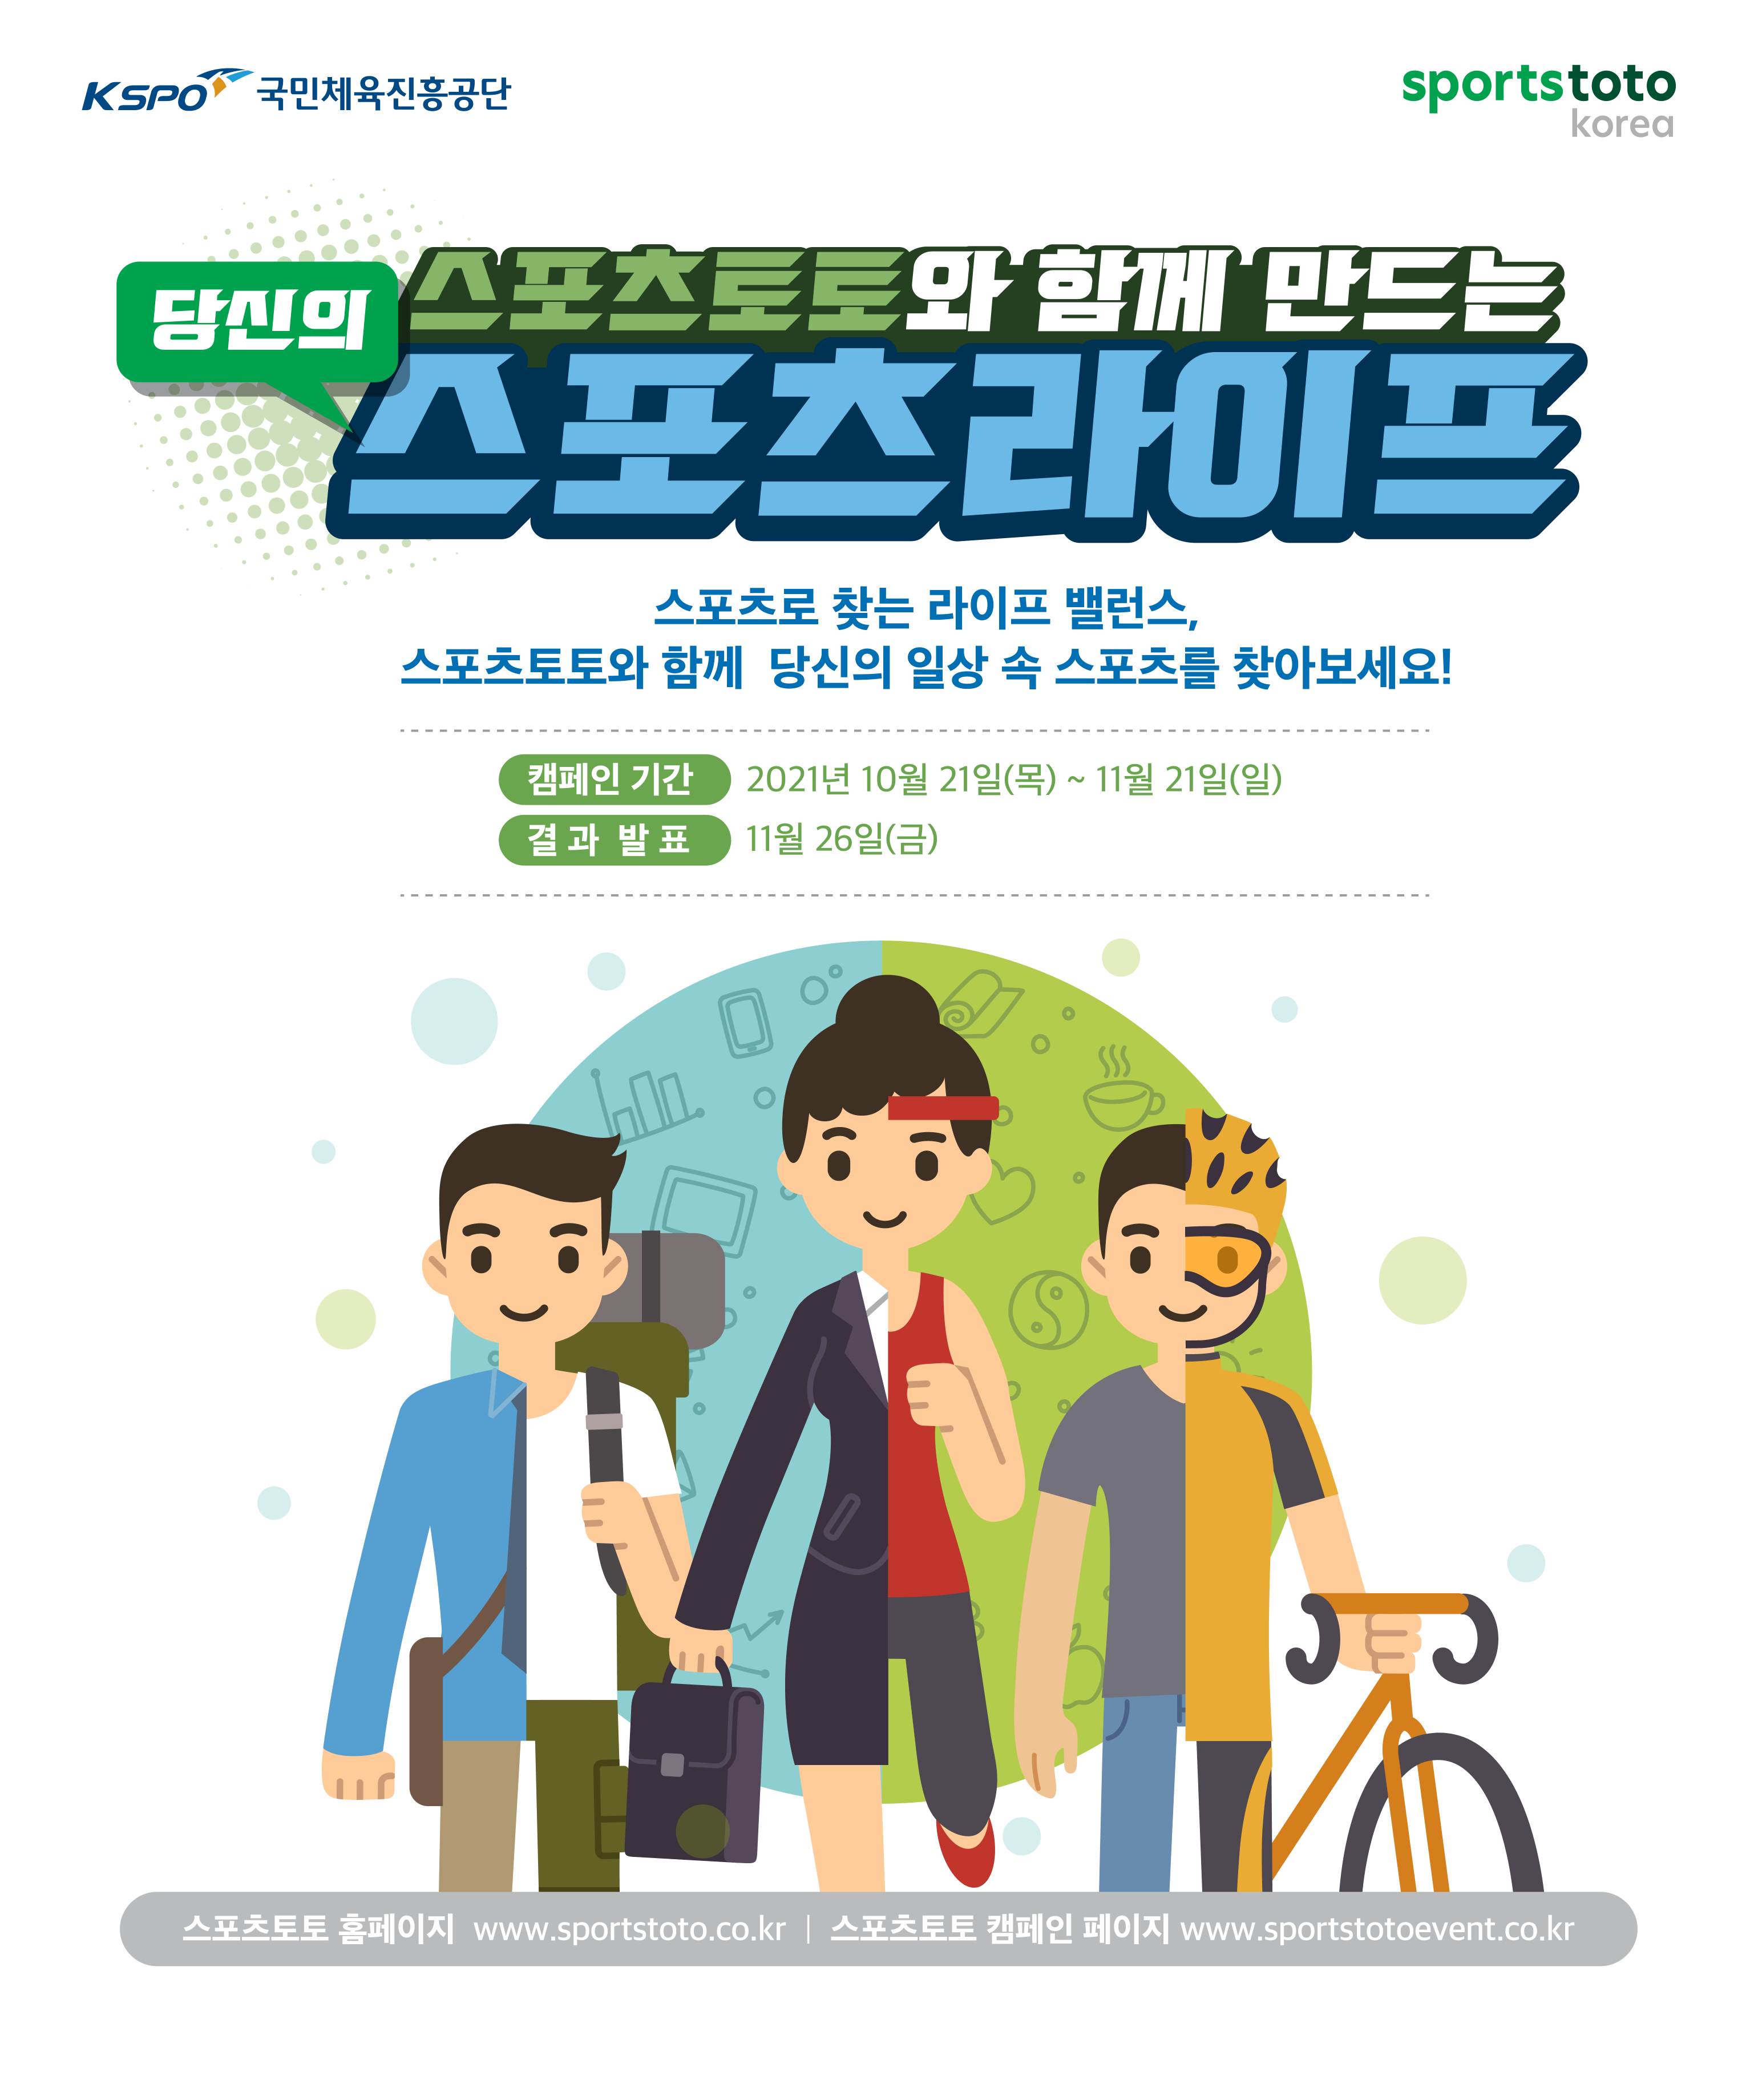 KSPO 국민체육진흥공단
sportstoto
korea
스포츠토토와 함께 만드는
당신의
스포츠라이프
스포츠로 찾는 라이프 밸런스,
스포츠토토와 함께 당신의 일상 속 스포츠를 찾아보세요!
캠페인 기간 2021년 10월 21일(목) ~ 11월 21일(일)
결과 발표 11월 26일(금)
스포츠토토 홈페이지 www.sportstoto.co.kr | 스포츠토토 캠페인 페이지 www.sportstotoevent.co.kr